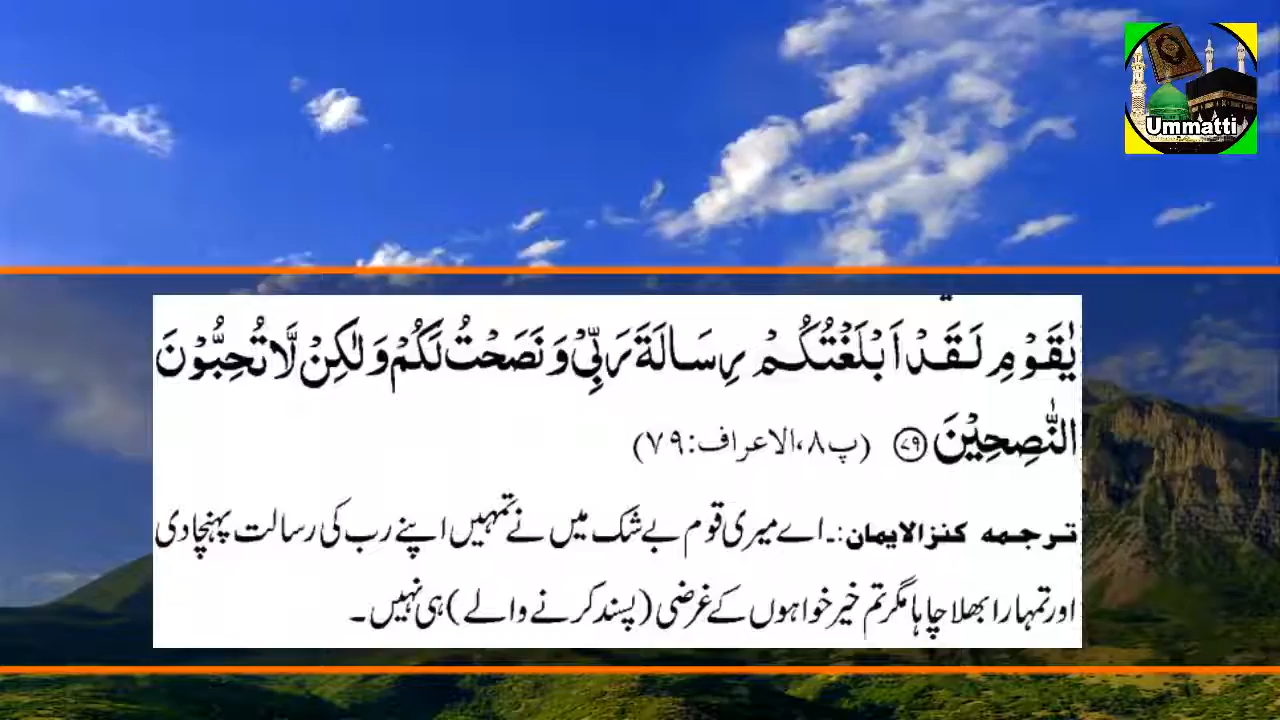 Ummatti
یٰقَوْمِ لَقَدْ اَبْلَغْتُكُمْ رِسَالَةَ رَبِّیْ وَ نَصَحْتُ لَكُمْ وَ لٰكِنْ لَّا تُحِبُّوْنَ
النّٰصِحِیْنَ ﴿۷۹﴾ (پ۸،الاعراف:۷۹)
ترجمہ کنزالایمان:۔اے میری قوم بے شک میں نے تمہیں اپنے رب کی رسالت پہنچادی
اور تمہارا بھلا چاہا مگر تم خیر خواہوں کے غرضی (پسند کرنے والے) ہی نہیں۔